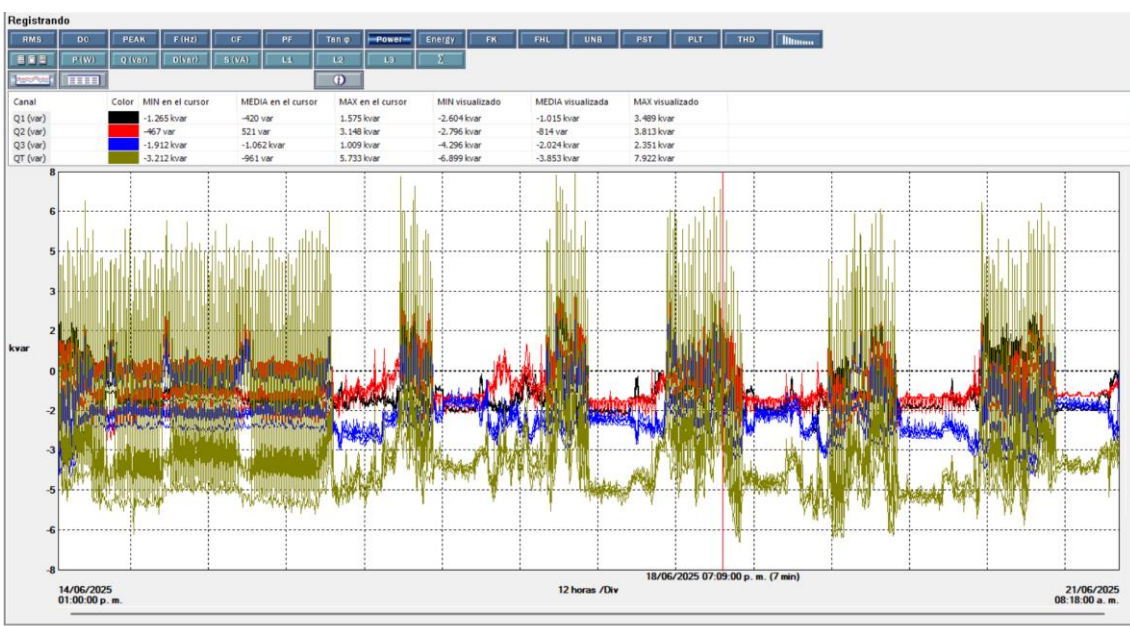 Registrando
RMS DC PEAK F (HZ) CF PF Ten φ Power Energy FK FHL UNB PST PLT THD
P (W) Q (var) D(var) S (VA) L1 L2 L3 Σ
Canal Color MIN en el cursor MEDIA en el cursor MAX en el cursor MIN visualizado MEDIA visualizada MAX visualizado
Q1 (var) -1.265 kvar -420 var 1.575 kvar -2.604 kvar -1.015 kvar 3.489 kvar
Q2 (var) -467 var 521 var 3.148 kvar -2.796 kvar -814 var 3.813 kvar
Q3 (var) -1.912 kvar -1.062 kvar 1.009 kvar -4.296 kvar -2.024 kvar 2.351 kvar
QT (var) -3.212 kvar -961 var 5.733 kvar -6.899 kvar -3.853 kvar 7.922 kvar
8
6
5
3
2
kvar
0
-2
-3
-5
-6
-8
18/06/2025 07:09:00 p. m. (7 min)
14/06/2025 12 horas /Div 21/06/2025
01:00:00 p. m. 08:18:00 a. m.